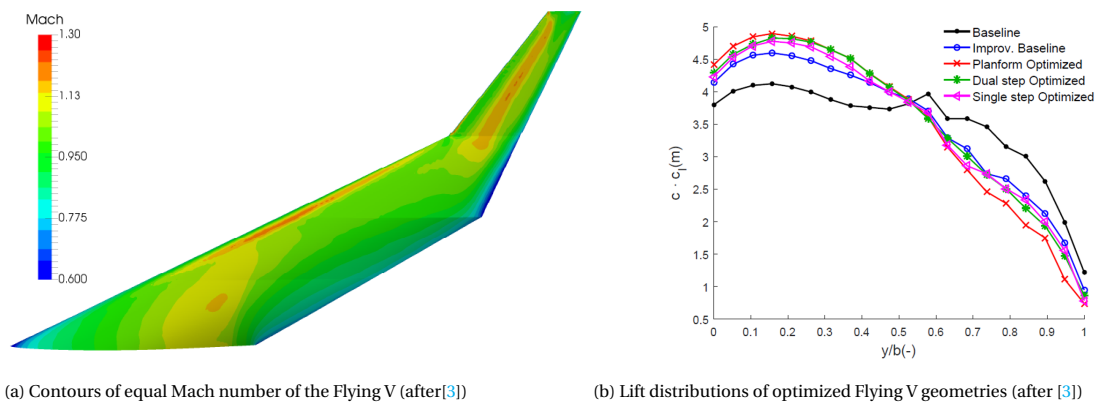 Mach
1.30
1.13
0.950
0.775
0.600
5
4.5
4
3.5
3
2.5
2
1.5
1
0.5
c · cl(m)
Baseline
Improv. Baseline
Planform Optimized
Dual step Optimized
Single step Optimized
0 0.1 0.2 0.3 0.4 0.5 0.6 0.7 0.8 0.9 1
y/b(-)
(a) Contours of equal Mach number of the Flying V (after[3])
(b) Lift distributions of optimized Flying V geometries (after [3])